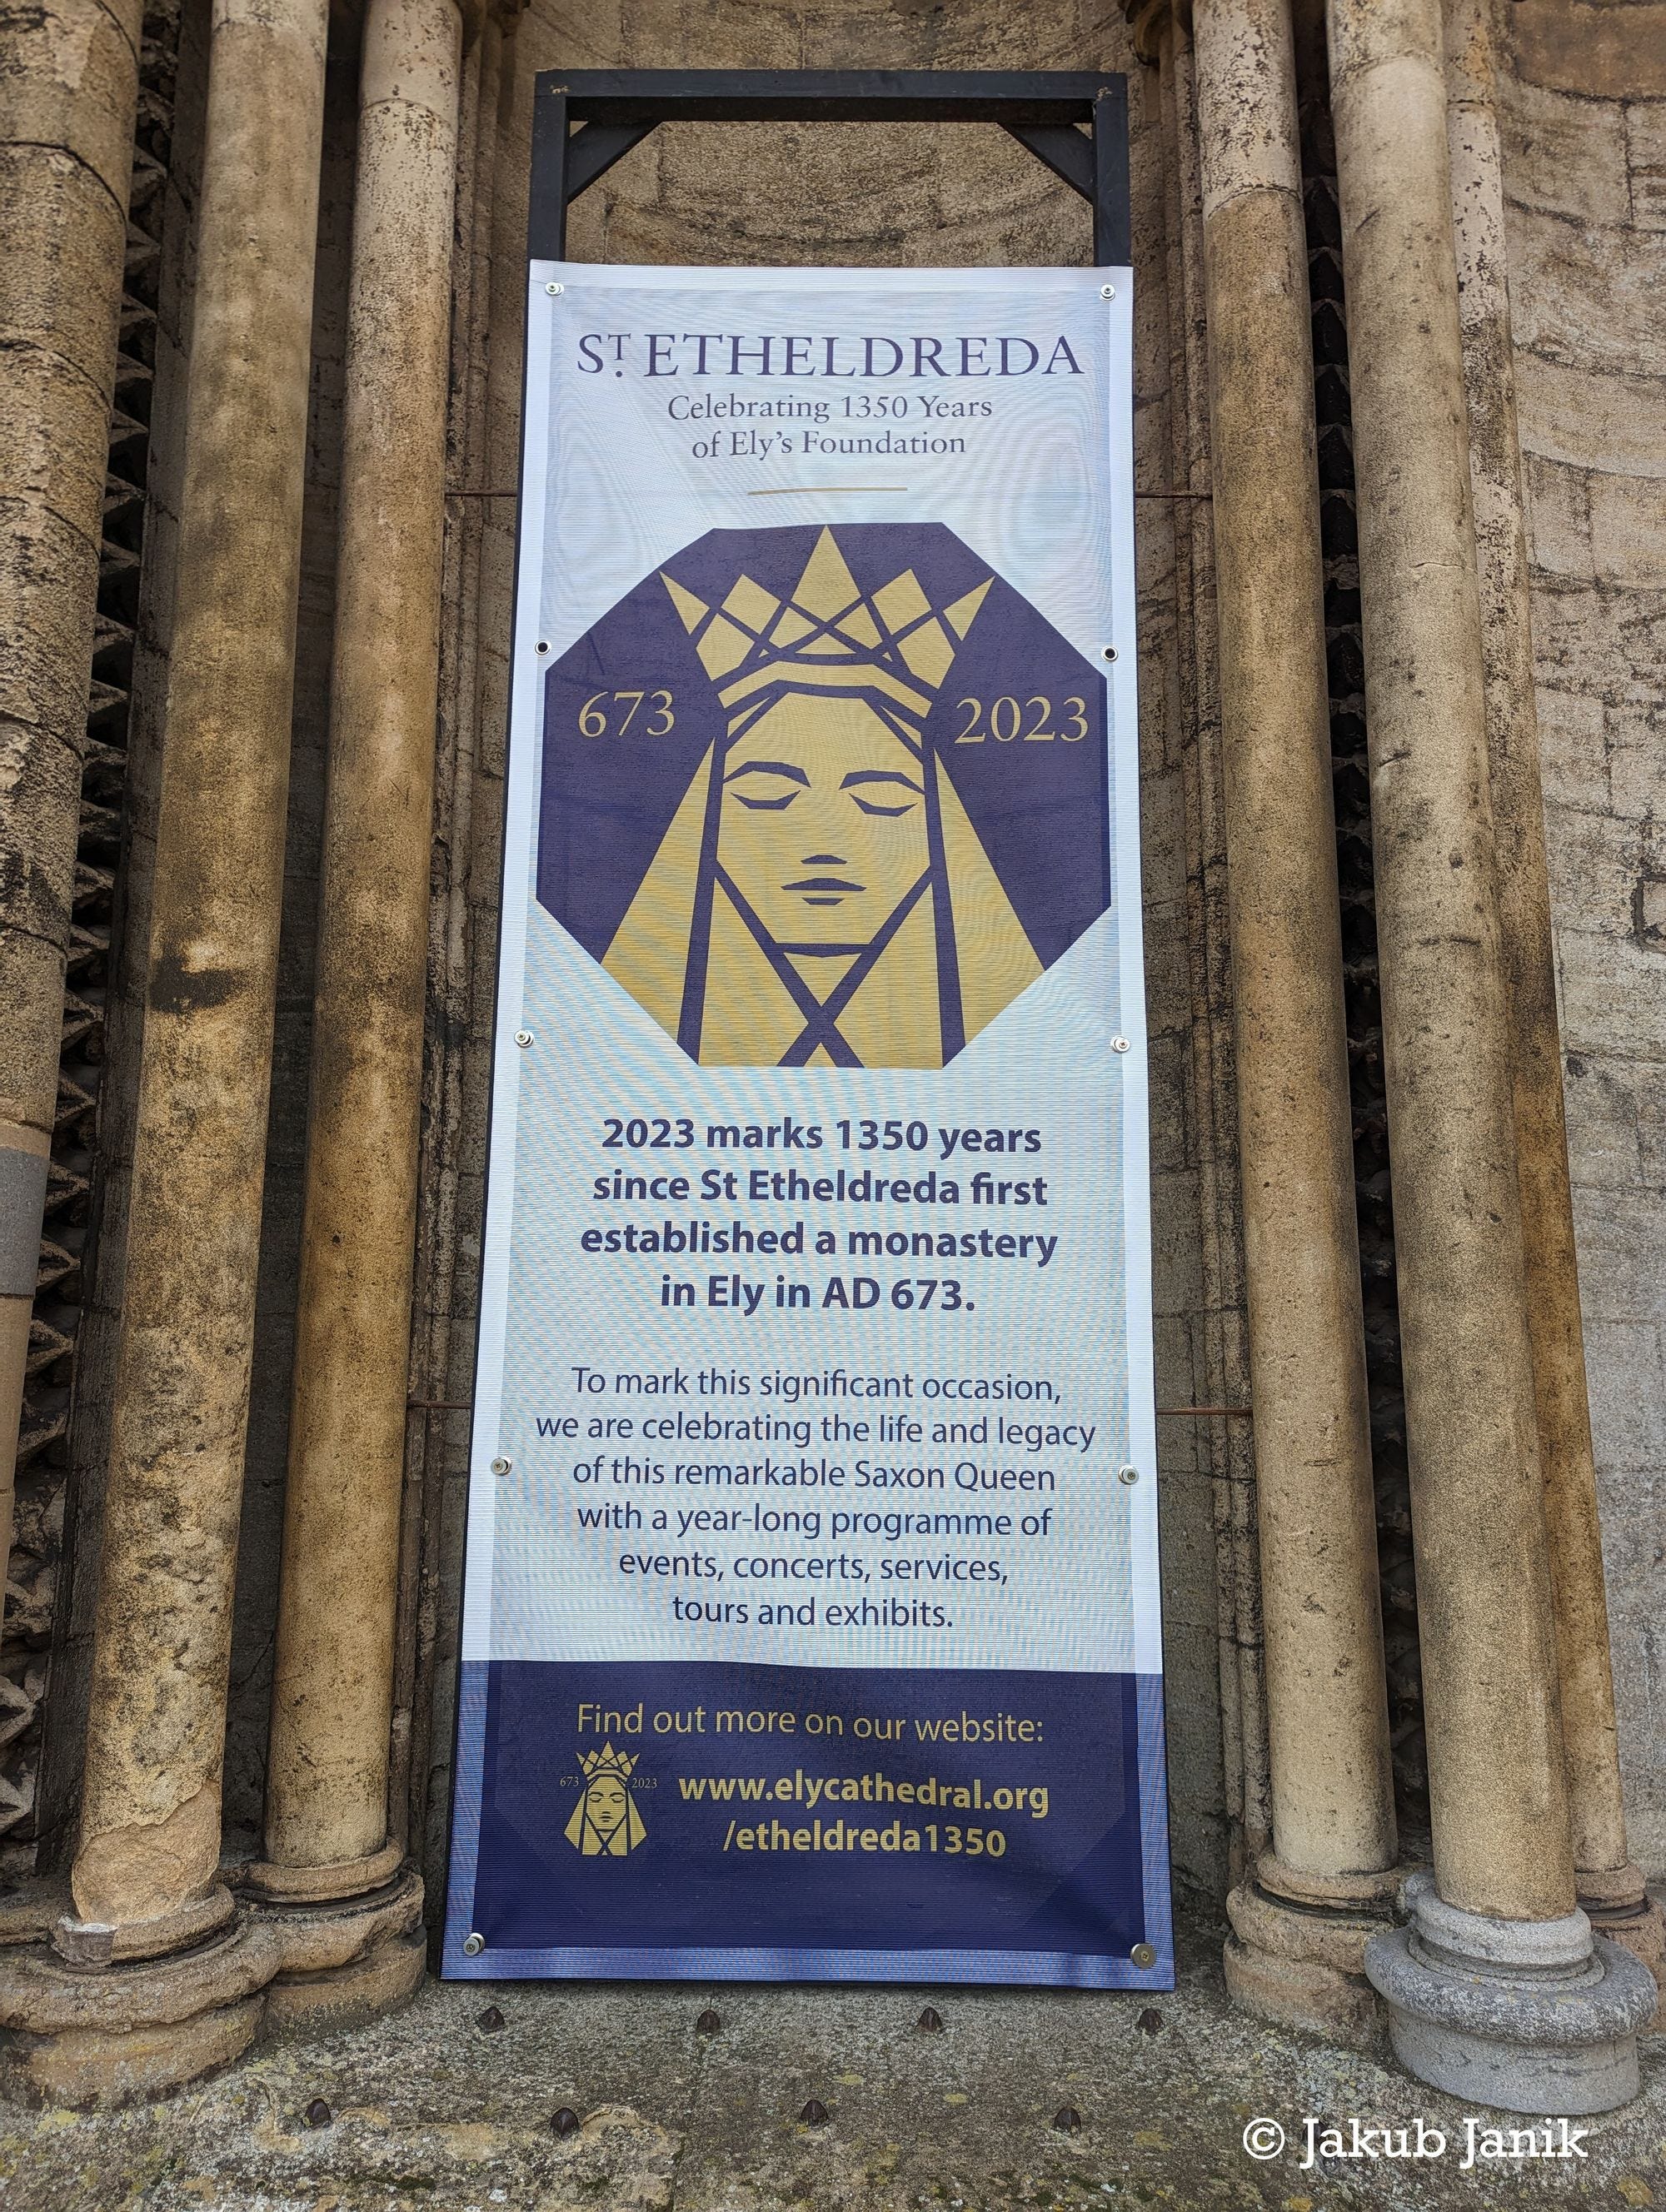 ST. ETHELDREDA
Celebrating 1350 Years
of Ely's Foundation
673
2023
2023 marks 1350 years
since St Etheldreda first
established a monastery
in Ely in AD 673.
To mark this significant occasion,
we are celebrating the life and legacy
of this remarkable Saxon Queen
with a year-long programme of
events, concerts, services,
tours and exhibits.
Find out more on our website:
673 2023
www.elycathedral.org
/etheldreda1350
© Jakub Janik